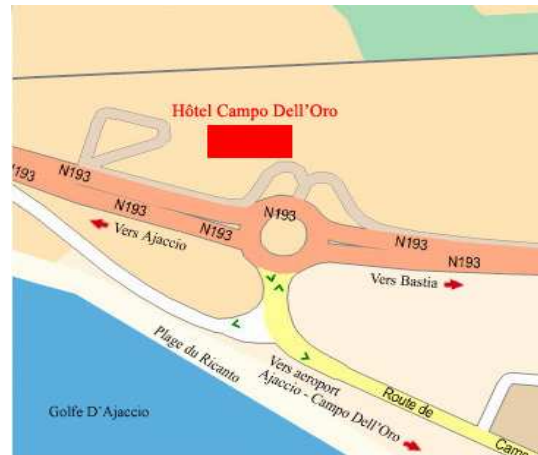 Hôtel Campo Dell'Oro
N193
N193
N193
N193
N193
N193
N193
Vers Ajaccio
Vers Bastia
Plage du Ricanto
Vers aeroport
Ajaccio - Campo Dell'Oro
Route de
Camp
Golfe D'Ajaccio